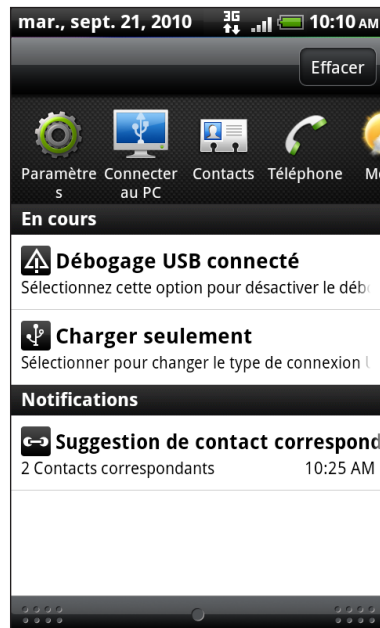 mar., sept. 21, 2010 3G 10:10 AM
Effacer
Paramètre
s
Connecter
au PC
Contacts
Téléphone
En cours
Débogage USB connecté
Sélectionnez cette option pour désactiver le déb
Charger seulement
Sélectionner pour changer le type de connexion
Notifications
Suggestion de contact correspond
2 Contacts correspondants 10:25 AM